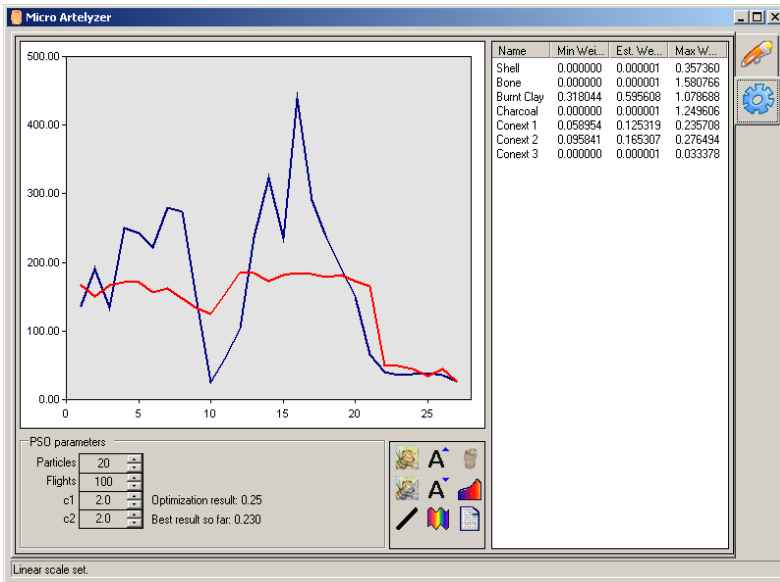 Micro Artelyzer
500.00
400.00
300.00
200.00
100.00
0.00
0 5 10 15 20 25
Name Min Wei... Est. We... Max W...
Shell 0.000000 0.000001 0.357360
Bone 0.000000 0.000001 1.580766
Burnt Clay 0.318044 0.595608 1.078688
Charcoal 0.000000 0.000001 1.249606
Conext 1 0.058954 0.125319 0.235708
Conext 2 0.095841 0.165307 0.276494
Conext 3 0.000000 0.000001 0.033378
PSO parameters
Particles 20
Flights 100
c1 2.0 Optimization result: 0.25
c2 2.0 Best result so far: 0.230
A
A
Linear scale set.